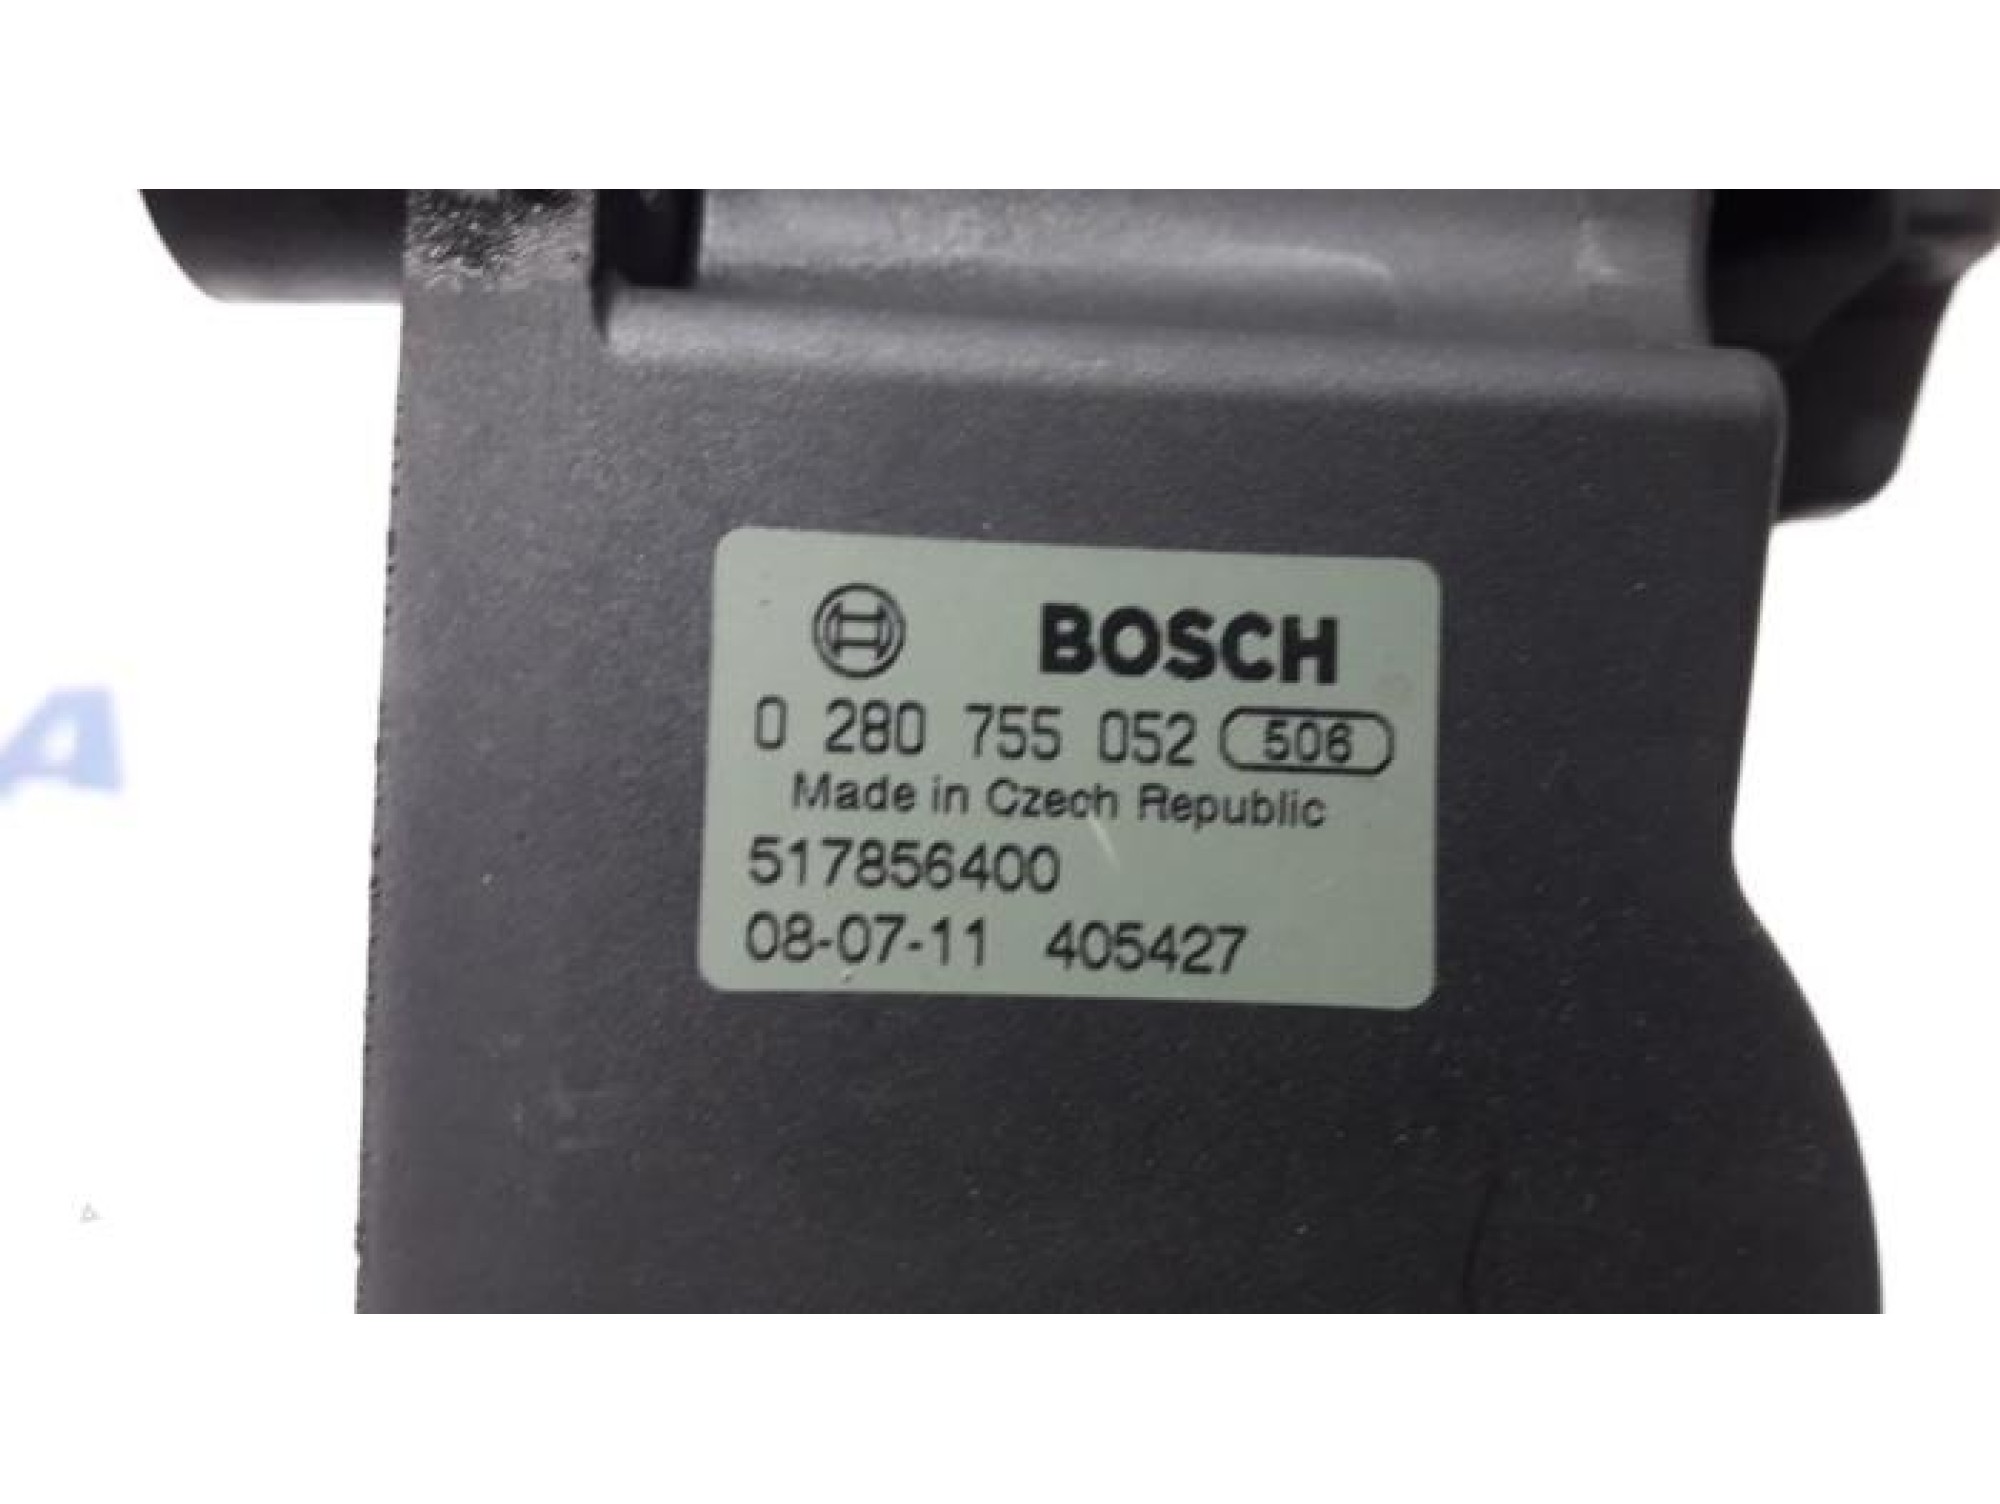 A
BOSCH
0 280 755 052 506
Made in Czech Republic
517856400
08-07-11 405427